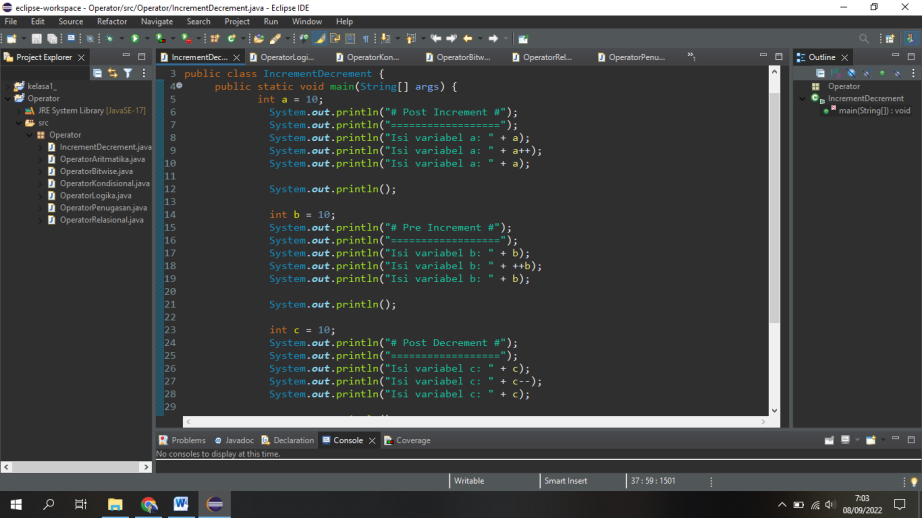 eclipse-workspace - Operator/src/Operator/IncrementDecrement.java - Eclipse IDE
File Edit Source Refactor Navigate Search Project Run Window Help
Project Explorer
kelasa1_
Operator
JRE System Library [JavaSE-17]
src
Operator
IncrementDecrement.java
OperatorAritmatika.java
OperatorBitwise.java
OperatorKondisional.java
OperatorLogika.java
OperatorPenugasan.java
OperatorRelasional.java
IncrementDec... OperatorLogi... OperatorKon... OperatorBitw... OperatorRel... OperatorPenu... »1
3 public class IncrementDecrement {
4 public static void main(String[] args) {
5 int a = 10;
6 System.out.println("# Post Increment #");
7 System.out.println("==================");
8 System.out.println("Isi variabel a: " + a);
9 System.out.println("Isi variabel a: " + a++);
10 System.out.println("Isi variabel a: " + a);
11
12 System.out.println();
13
14 int b = 10;
15 System.out.println("# Pre Increment #");
16 System.out.println("==================");
17 System.out.println("Isi variabel b: " + b);
18 System.out.println("Isi variabel b: " + ++b);
19 System.out.println("Isi variabel b: " + b);
20
21 System.out.println();
22
23 int c = 10;
24 System.out.println("# Post Decrement #");
25 System.out.println("==================");
26 System.out.println("Isi variabel c: " + c);
27 System.out.println("Isi variabel c: " + c--);
28 System.out.println("Isi variabel c: " + c);
29
Outline
Operator
IncrementDecrement
main(String[]) : void
Problems Javadoc Declaration Console Coverage
No consoles to display at this time.
Writable Smart Insert 37 : 59 : 1501
7:03
08/09/2022